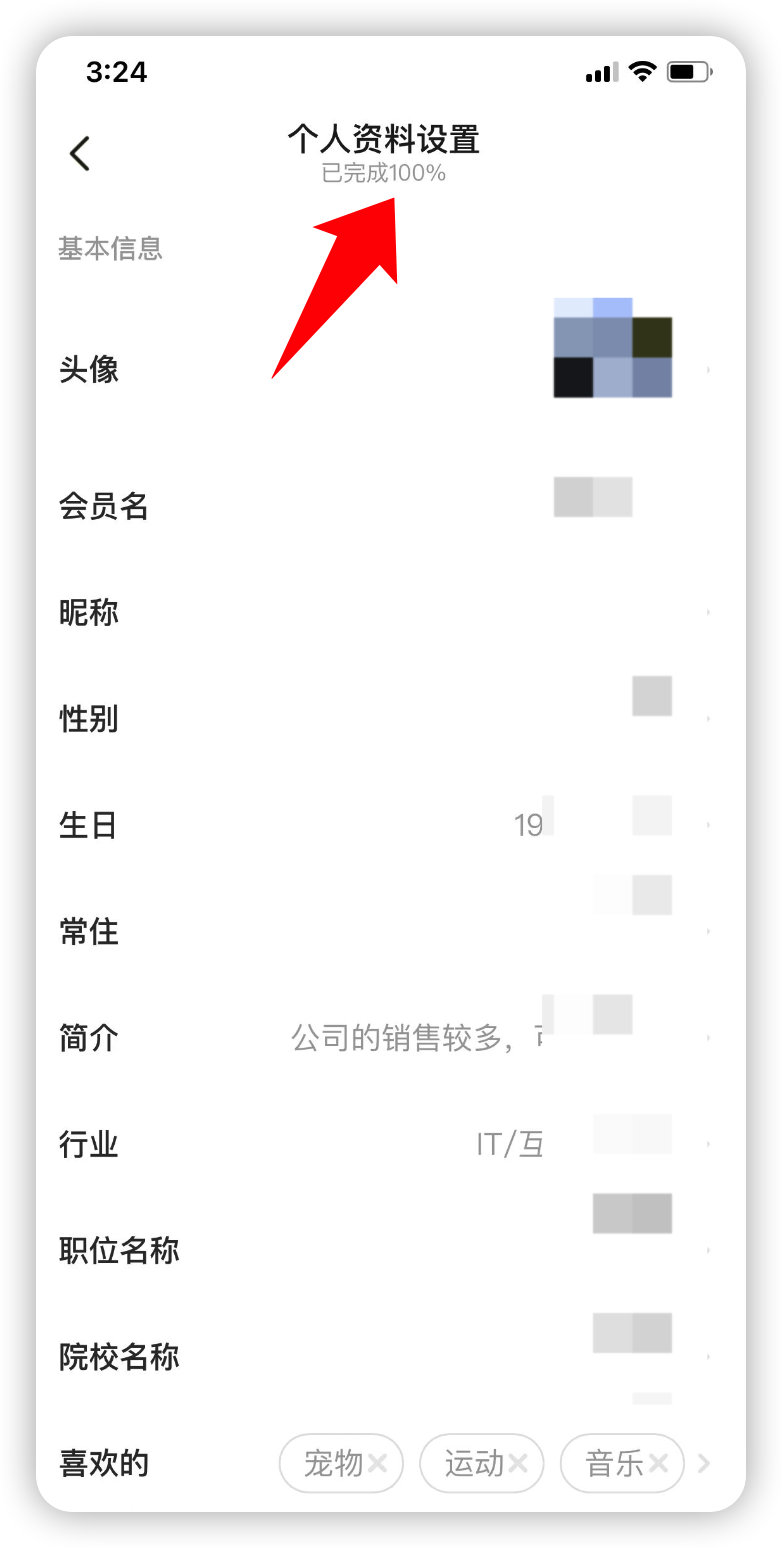 3:24
个人资料设置
已完成100%
基本信息
头像
会员名
昵称
性别
生日 19
常住
简介 公司的销售较多，
行业 IT/互
职位名称
院校名称
喜欢的 宠物 运动 音乐